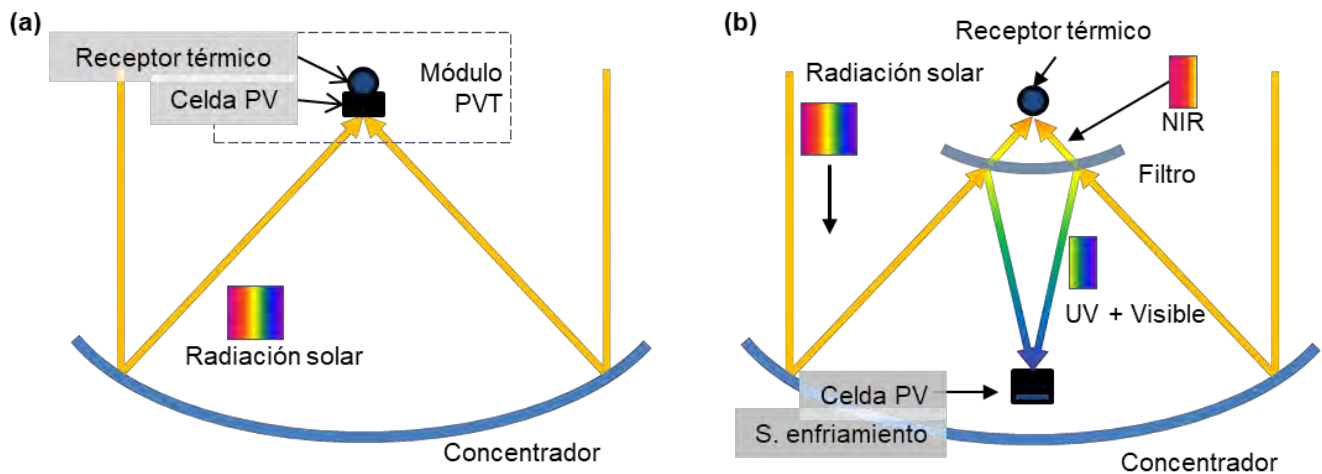 (a)
Receptor térmico
Celda PV
Módulo
PVT
Radiación solar
Concentrador
(b)
Receptor térmico
Radiación solar
NIR
Filtro
UV + Visible
Celda PV
S. enfriamiento
Concentrador